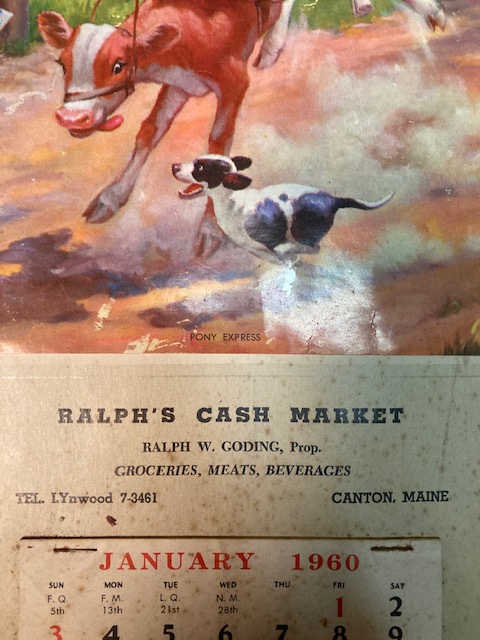 PONY EXPRESS
RALPH'S CASH MARKET
RALPH W. GODING, Prop.
GROCERIES, MEATS, BEVERAGES
TEL. LYnwood 7-3461 CANTON, MAINE
JANUARY 1960
SUN MON TUE WED THU FRI SAT
F. Q. 5th F. M. 13th L. Q. 21st N. M. 28th 1 2
3 4 5 6 7 8 9